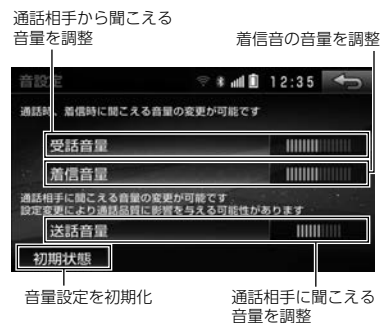 通話相手から聞こえる
音量を調整
着信音の音量を調整
音設定
12:35
通話時、着信時に聞こえる音量の変更が可能です
受話音量
着信音量
通話相手に聞こえる音量の変更が可能です
設定変更により通話品質に影響を与える可能性があります
送話音量
初期状態
音量設定を初期化
通話相手に聞こえる
音量を調整